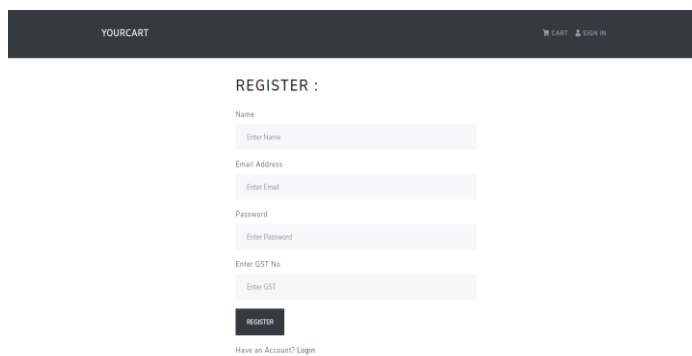 YOURCART
CART SIGN IN
REGISTER :
Name
Enter Name
Email Address
Enter Email
Password
Enter Password
Enter GST No
Enter GST
REGISTER
Have an Account? Login